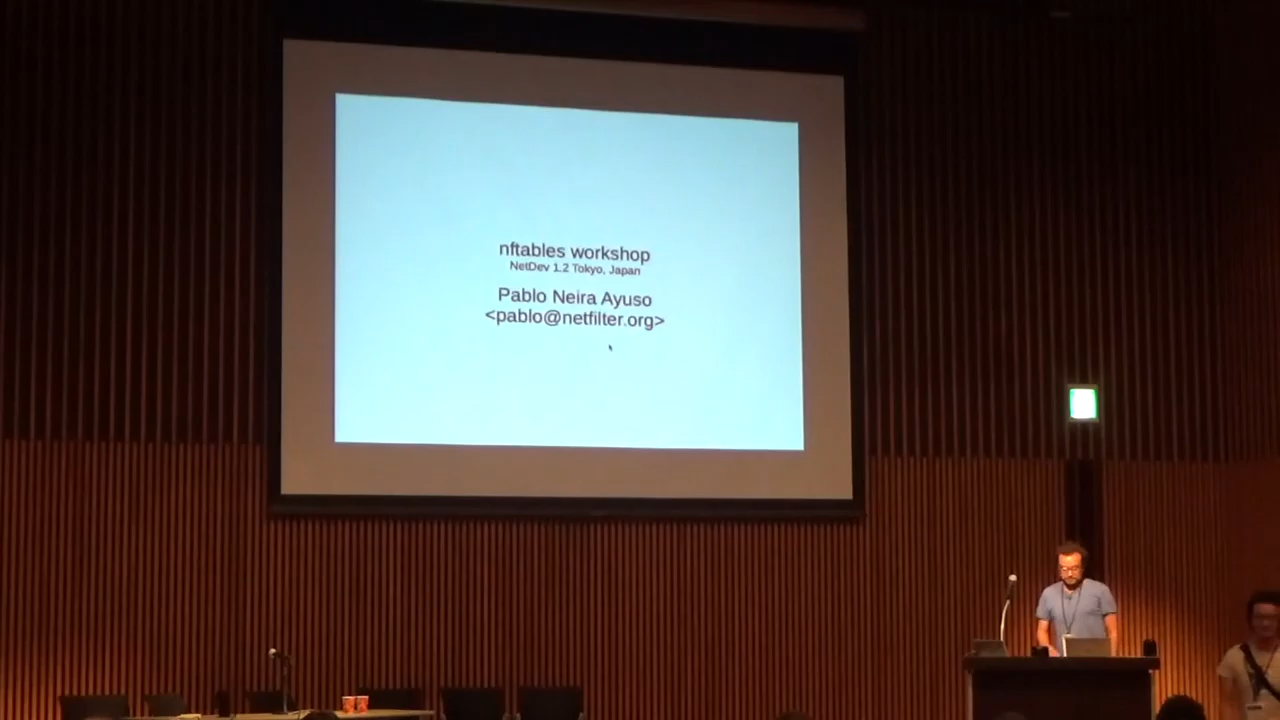 nftables workshop
NetDev 1.2 Tokyo, Japan
Pablo Neira Ayuso
<pablo@netfilter.org>